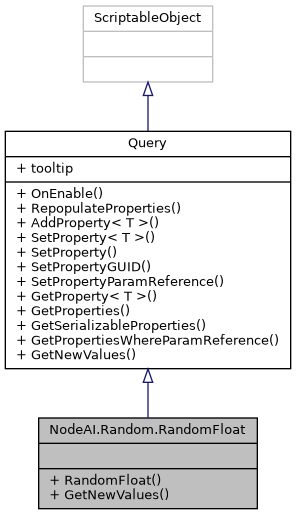 ScriptableObject
Query
+ tooltip
+ OnEnable()
+ RepopulateProperties()
+ AddProperty< T >()
+ SetProperty< T >()
+ SetProperty()
+ SetPropertyGUID()
+ SetPropertyParamReference()
+ GetProperty< T >()
+ GetProperties()
+ GetSerializableProperties()
+ GetPropertiesWhereParamReference()
+ GetNewValues()
NodeAI.Random.RandomFloat
+ RandomFloat()
+ GetNewValues()